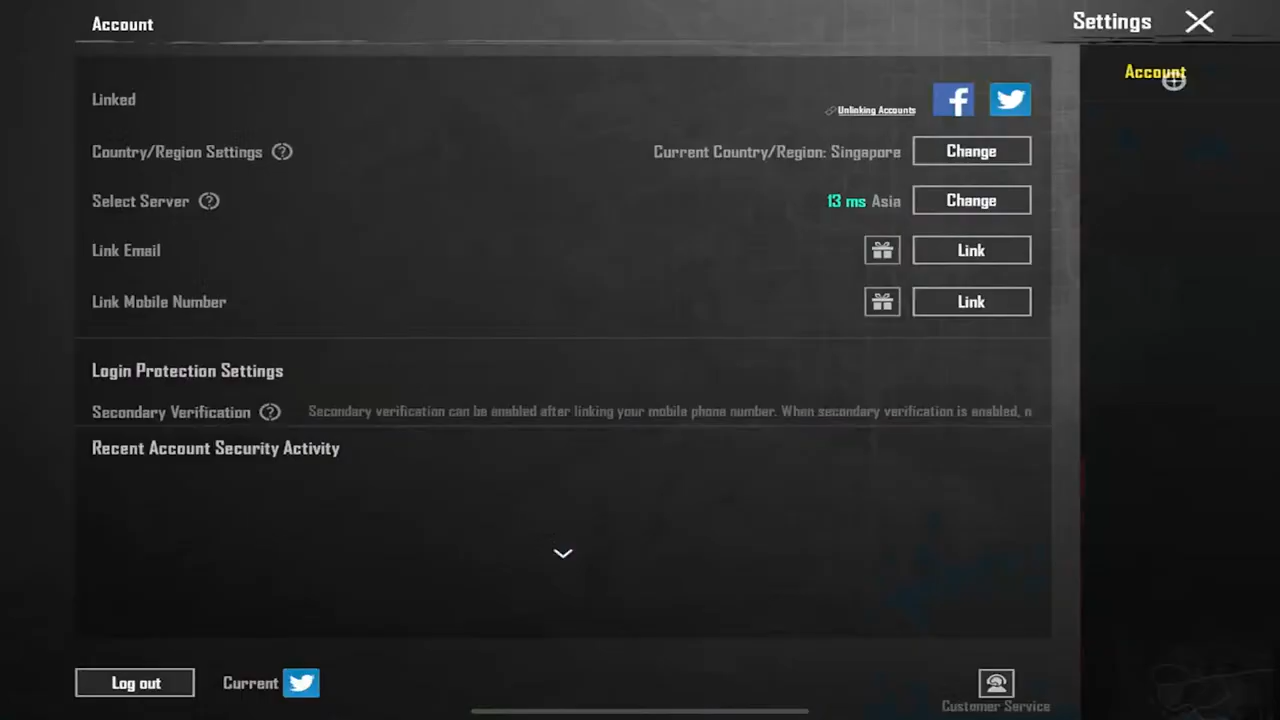 Account
Settings
Account
Linked
Unlinking Accounts
Country/Region Settings
Current Country/Region: Singapore
Change
Select Server
13 ms Asia
Change
Link Email
Link
Link Mobile Number
Link
Login Protection Settings
Secondary Verification
Secondary verification can be enabled after linking your mobile phone number. When secondary verification is enabled, n
Recent Account Security Activity
Log out
Current
Customer Service